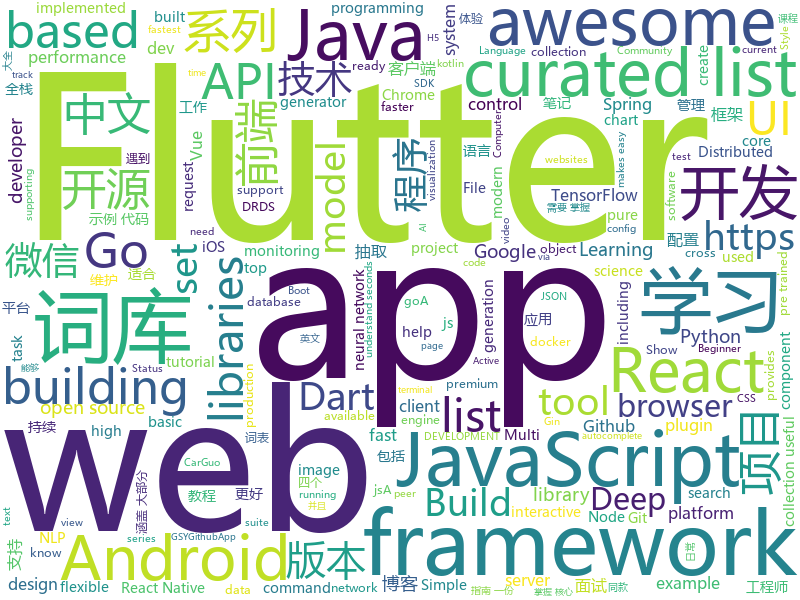 Flutter
app
web
framework
JavaScript
awesome
curated list
based
系列
Java
API
技术
中文
前端
开源
程序
UI
开发
学习
词库
微信
Go
set
model
https
React
libraries
building
Dart
list
tool
browser
Android
版本
Build
Deep
项目
implemented
performance
dev
built
programming
system
体验
课程
Style
fastest
大全
track
全栈
Chrome
客户端
SDK
ready
kotlin
Language
collection
Community
H5
current
time
generator
faster
control
笔记
create
管理
chart
框架
Spring
developer
工作
Vue
语言
Computer
visualization
makes easy
test
core
Distributed
supporting
遇到
request
support
DRDS
File
modern
video
websites
TensorFlow
需要 掌握
config
pure
software
cross
示例 代码
iOS
need
AI
code
via
project
配置
used
Google
object
Learning
monitoring
抽取
science
pre trained
维护
适合
top
database
Boot
neural network
understand seconds
goA
JSON
generation
including
平台
task
能够
英文
Status
help
js
page
应用
docker
Python
Show
Beginner
tutorial
Active
engine
component
provides
premium
CSS
open source
production
available
client
terminal
Multi
Github
plugin
持续
high
basic
词表
DEVELOPMENT
Gin
autocomplete
fast
library
platform
collection useful
涵盖 大部分
CarGuo
更好
四个
image
包括
Node
Git
interactive
search
text
教程
running
并且
jsA
peer
suite
支持
NLP
GSYGithubApp
view
series
know
design
flexible
React Native
data
博客
command
network
Simple
指南 一份
example
server
面试
掌握 核心
同款
日常
工程师